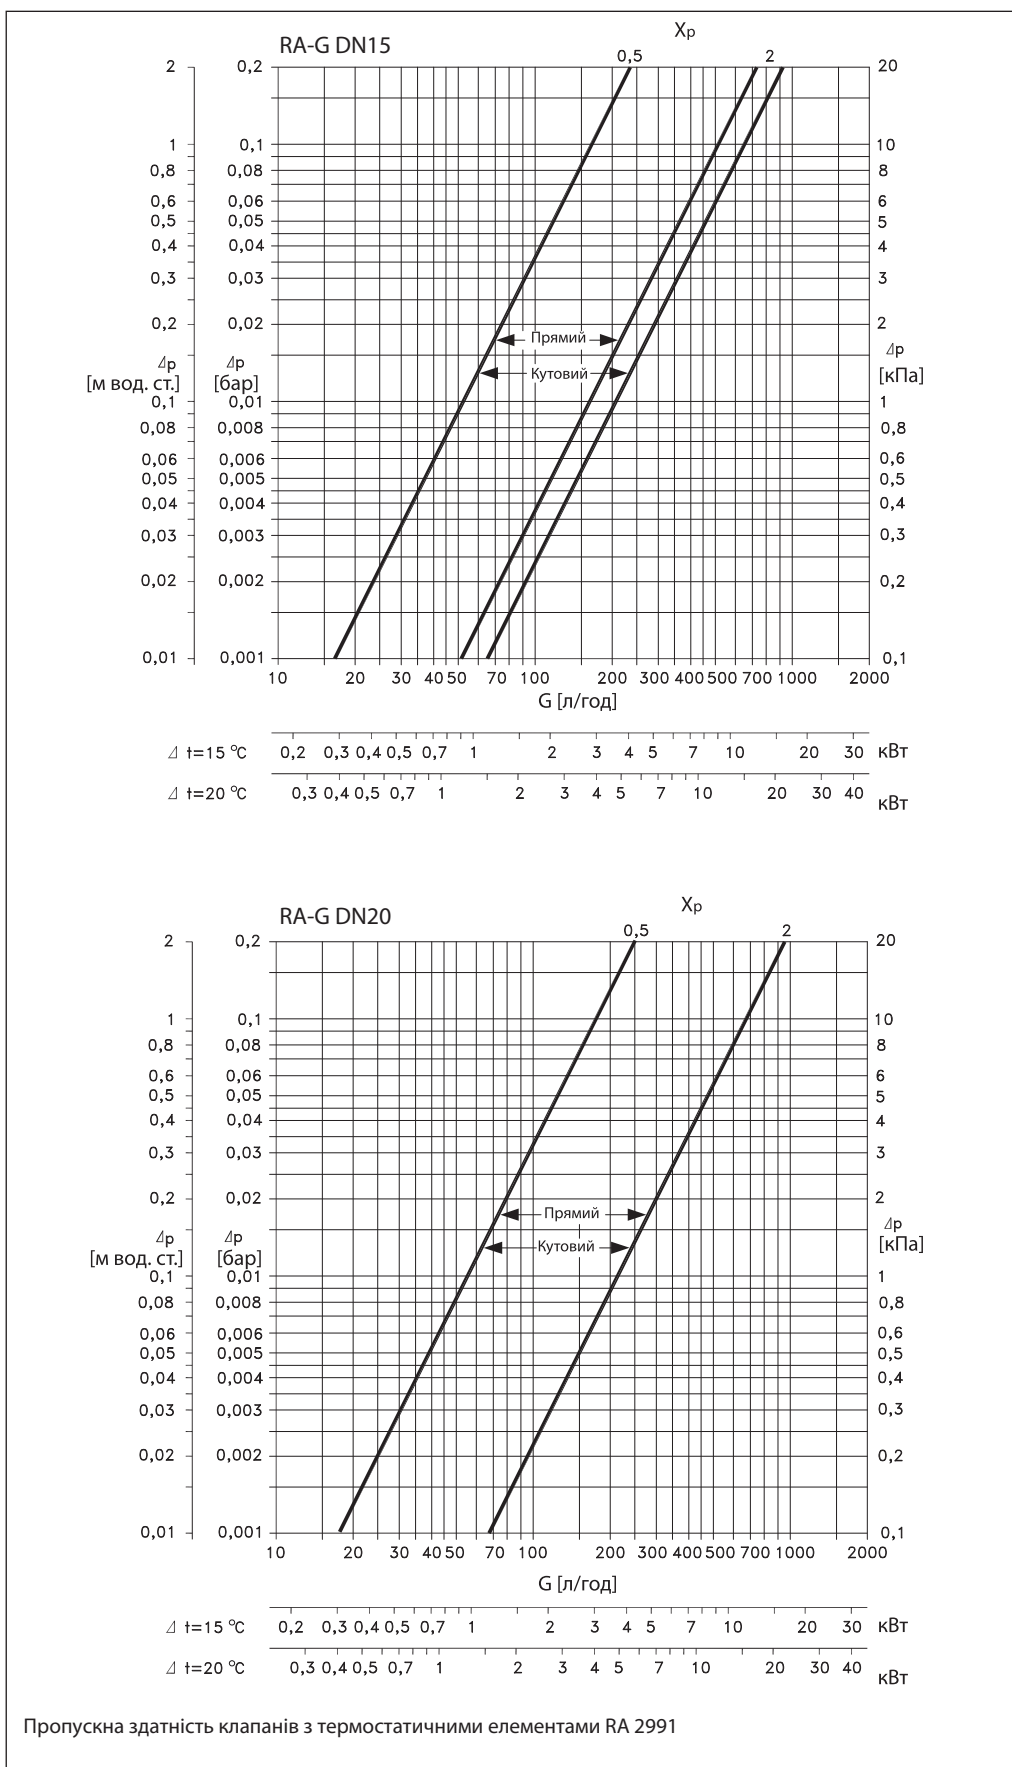 RA-G DN15
Xp
0,5 2
2 0,2 20
1 0,1 10
0,8 0,08 8
0,6 0,06 6
0,5 0,05 5
0,4 0,04 4
0,3 0,03 3
0,2 0,02 2
Прямий
Δp Δp Δp
[м вод. ст.] [бар] Кутовий [кПа]
0,1 0,01 1
0,08 0,008 0,8
0,06 0,006 0,6
0,05 0,005 0,5
0,04 0,004 0,4
0,03 0,003 0,3
0,02 0,002 0,2
0,01 0,001 0,1
10 20 30 40 50 70 100 200 300 400 500 700 1000 2000
G [л/год]
Δ t=15 °C 0,2 0,3 0,4 0,5 0,7 1 2 3 4 5 7 10 20 30 кВт
Δ t=20 °C 0,3 0,4 0,5 0,7 1 2 3 4 5 7 10 20 30 40 кВт
RA-G DN20
Xp
0,5 2
2 0,2 20
1 0,1 10
0,8 0,08 8
0,6 0,06 6
0,5 0,05 5
0,4 0,04 4
0,3 0,03 3
0,2 0,02 2
Прямий
Δp Δp Δp
[м вод. ст.] [бар] Кутовий [кПа]
0,1 0,01 1
0,08 0,008 0,8
0,06 0,006 0,6
0,05 0,005 0,5
0,04 0,004 0,4
0,03 0,003 0,3
0,02 0,002 0,2
0,01 0,001 0,1
10 20 30 40 50 70 100 200 300 400 500 700 1000 2000
G [л/год]
Δ t=15 °C 0,2 0,3 0,4 0,5 0,7 1 2 3 4 5 7 10 20 30 кВт
Δ t=20 °C 0,3 0,4 0,5 0,7 1 2 3 4 5 7 10 20 30 40 кВт
Пропускна здатність клапанів з термостатичними елементами RA 2991